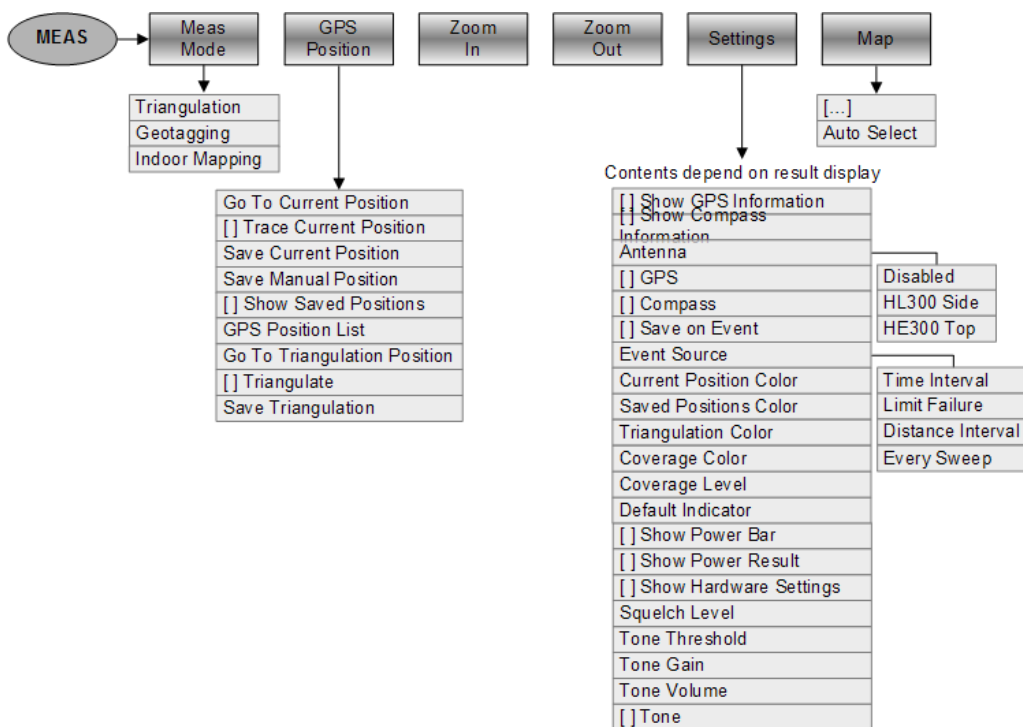 MEAS
Meas
Mode
GPS
Position
Zoom
In
Zoom
Out
Settings
Map
Triangulation
Geotagging
Indoor Mapping
[...]
Auto Select
Go To Current Position
[ ] Trace Current Position
Save Current Position
Save Manual Position
[ ] Show Saved Positions
GPS Position List
Go To Triangulation Position
[ ] Triangulate
Save Triangulation
Contents depend on result display
[ ] Show GPS Information
[ ] Show Compass
Information
Antenna
[ ] GPS
[ ] Compass
[ ] Save on Event
Event Source
Current Position Color
Saved Positions Color
Triangulation Color
Coverage Color
Coverage Level
Default Indicator
[ ] Show Power Bar
[ ] Show Power Result
[ ] Show Hardware Settings
Squelch Level
Tone Threshold
Tone Gain
Tone Volume
[ ] Tone
Disabled
HL300 Side
HE300 Top
Time Interval
Limit Failure
Distance Interval
Every Sweep